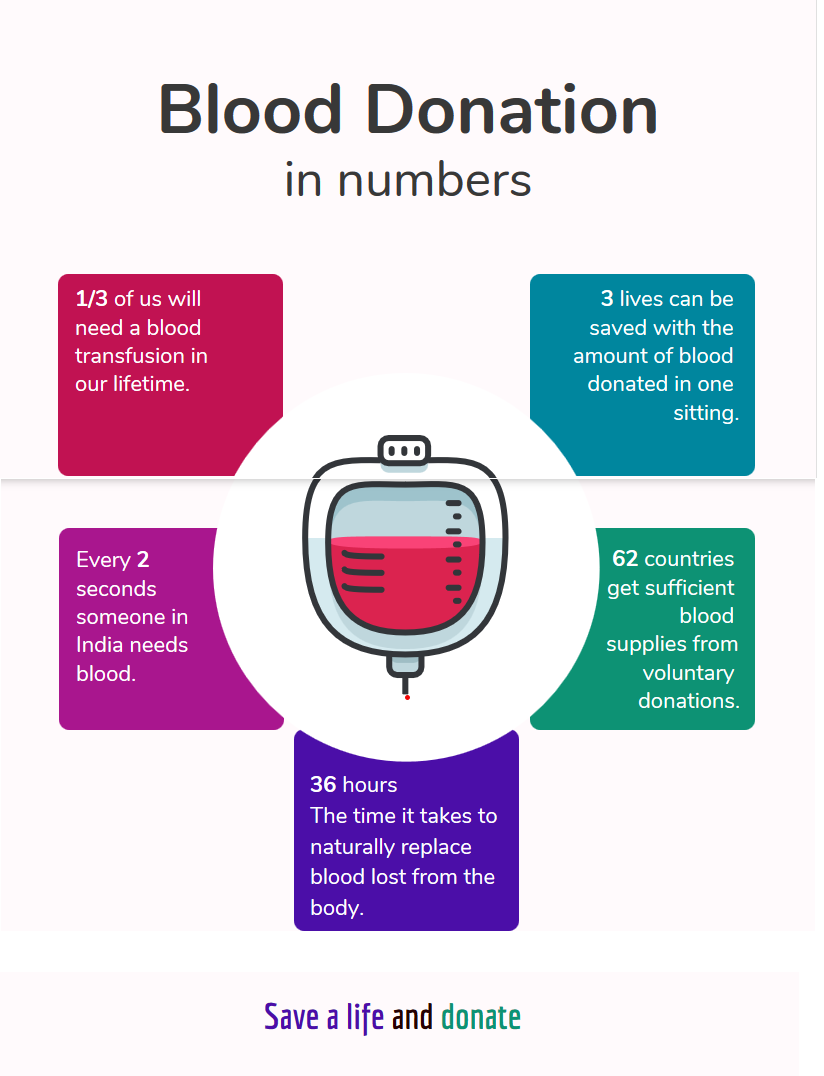 Blood Donation
in numbers
1/3 of us will
need a blood
transfusion in
our lifetime.
3 lives can be
saved with the
amount of blood
donated in one
sitting.
Every 2
seconds
someone in
India needs
blood.
62 countries
get sufficient
blood
supplies from
voluntary
donations.
36 hours
The time it takes to
naturally replace
blood lost from the
body.
Save a life and donate